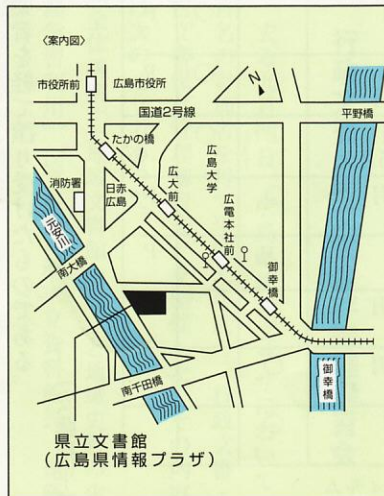 〈案内図〉
市役所前
広島市役所
N
国道2号線
平野橋
たかの橋
消防署
日赤
広島
広大前
広島大学
広電本社前
元安川
南大橋
御幸橋
南千田橋
御幸橋
県立文書館
(広島県情報プラザ)